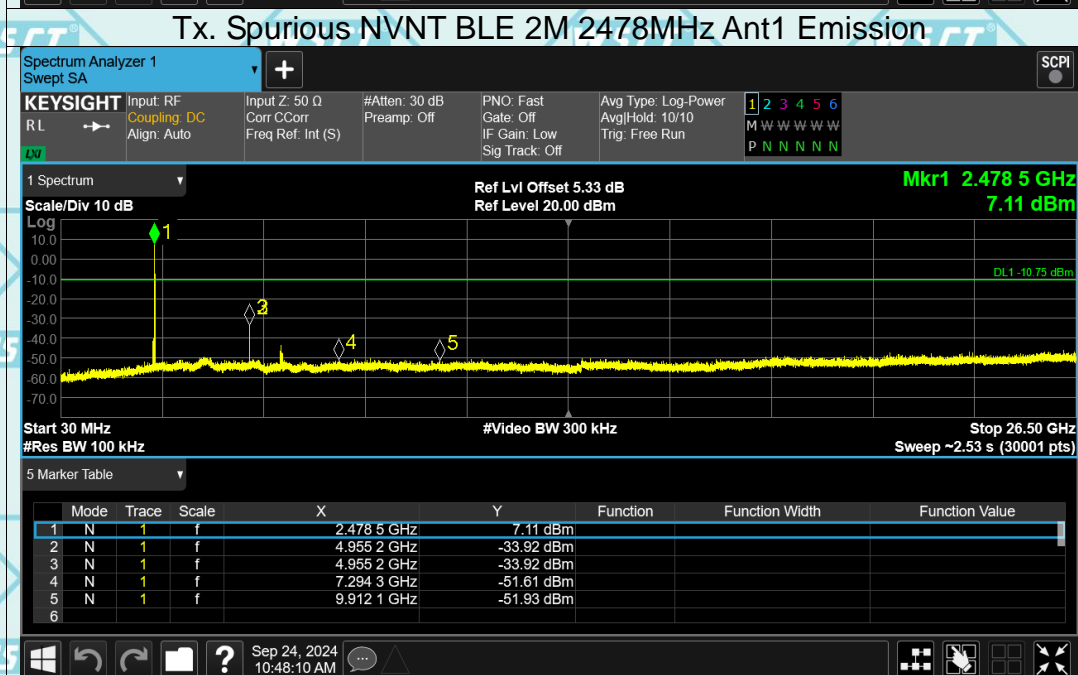 Tx. Spurious NVNT BLE 2M 2478MHz Ant1 Emission
Spectrum Analyzer 1
Swept SA
+
SCPI
KEYSIGHT
R L
LXI
Input: RF
Coupling: DC
Align: Auto
Input Z: 50 Ω
Corr CCorr
Freq Ref: Int (S)
#Atten: 30 dB
Preamp: Off
PNO: Fast
Gate: Off
IF Gain: Low
Sig Track: Off
Avg Type: Log-Power
Avg|Hold: 10/10
Trig: Free Run
1 2 3 4 5 6
M W W W W W
P N N N N N
1 Spectrum
Scale/Div 10 dB
Ref Lvl Offset 5.33 dB
Ref Level 20.00 dBm
Mkr1 2.478 5 GHz
7.11 dBm
Log
10.0
0.00
-10.0
-20.0
-30.0
-40.0
-50.0
-60.0
-70.0
1
3
4
5
DL1 -10.75 dBm
Start 30 MHz
#Res BW 100 kHz
#Video BW 300 kHz
Stop 26.50 GHz
Sweep ~2.53 s (30001 pts)
5 Marker Table
Mode Trace Scale X Y Function Function Width Function Value
1 N 1 f 2.478 5 GHz 7.11 dBm
2 N 1 f 4.955 2 GHz -33.92 dBm
3 N 1 f 4.955 2 GHz -33.92 dBm
4 N 1 f 7.294 3 GHz -51.61 dBm
5 N 1 f 9.912 1 GHz -51.93 dBm
6
?
Sep 24, 2024
10:48:10 AM